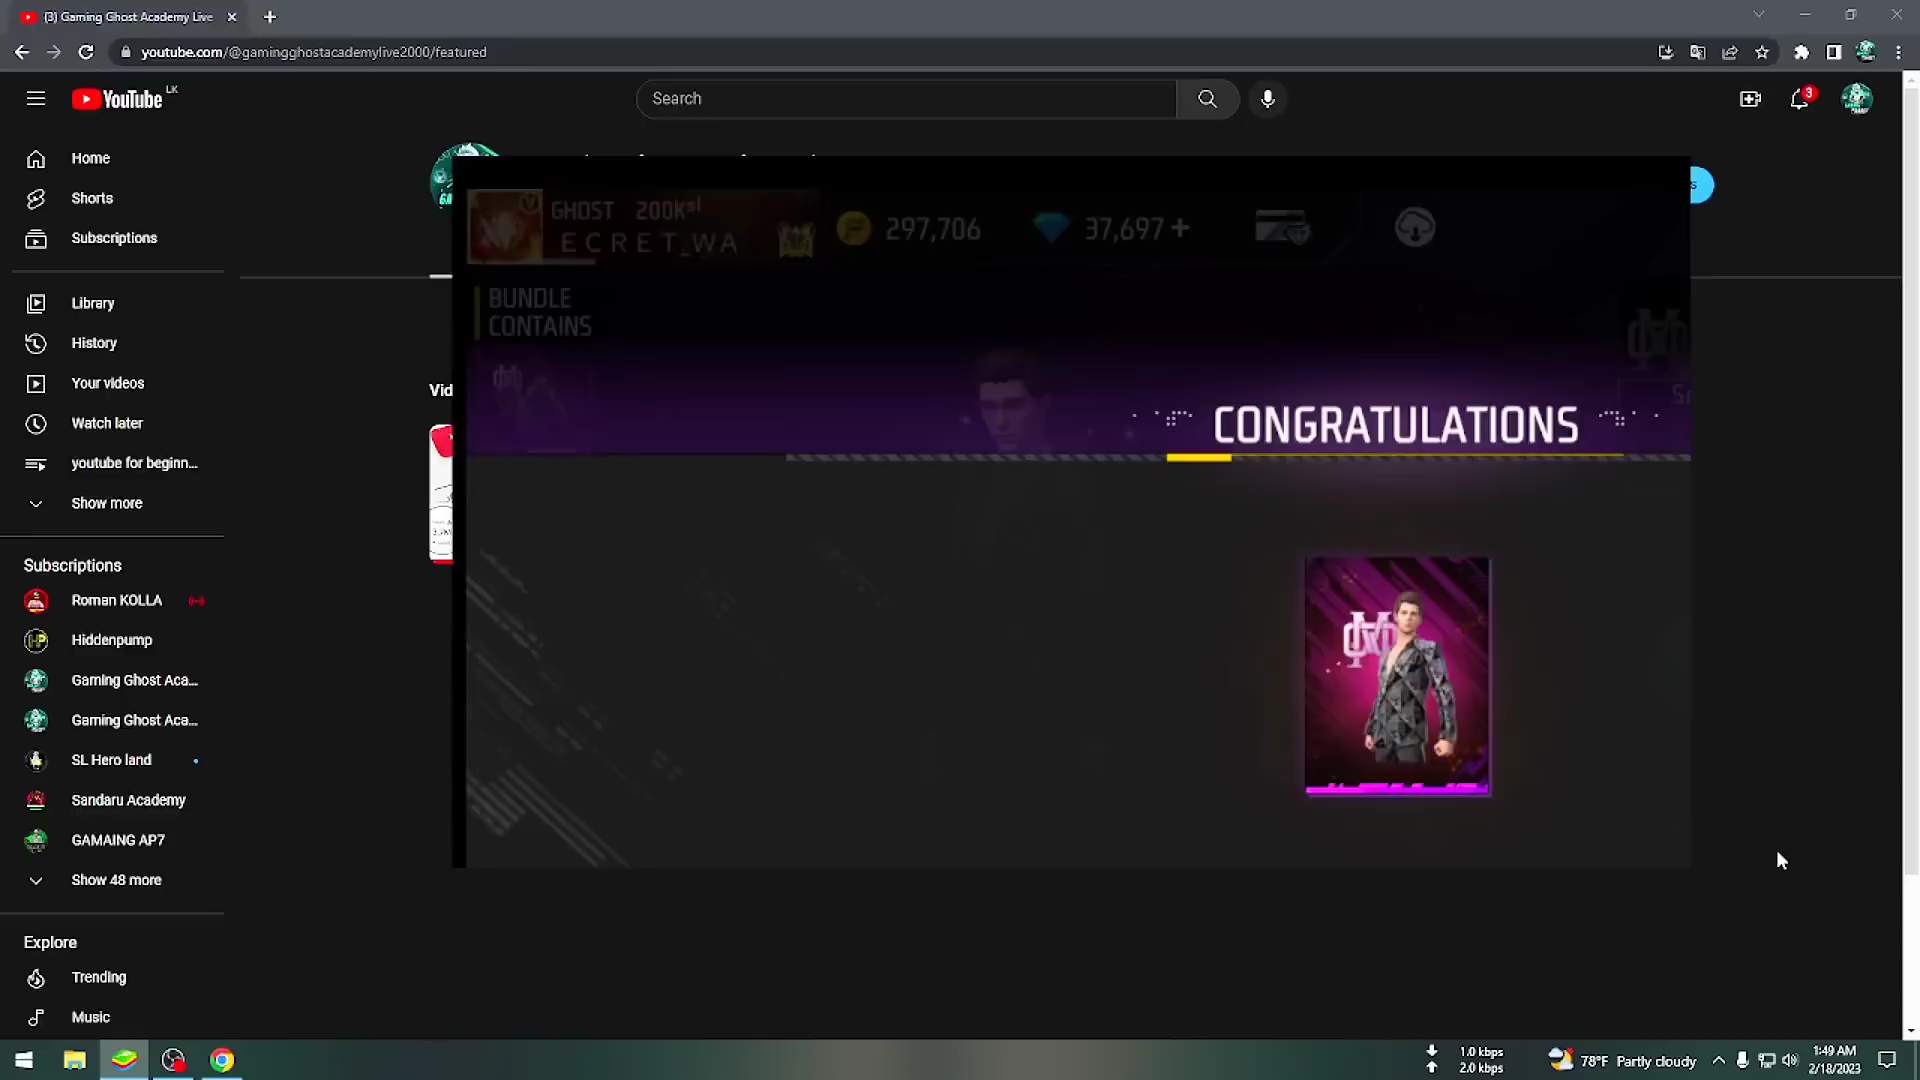 (3) Gaming Ghost Academy Live
youtube.com/@gamingghostacademylive2000/featured
YouTube LK
Search
3
Home
Shorts
Subscriptions
Library
History
Your videos
Watch later
youtube for beginn...
Show more
Subscriptions
Roman KOLLA
Hiddenpump
Gaming Ghost Aca...
Gaming Ghost Aca...
SL Hero land
Sandaru Academy
GAMAING AP7
Show 48 more
Explore
Trending
Music
Vid
GHOST 200K
ECRET_WA
297,706
37,697 +
BUNDLE
CONTAINS
CONGRATULATIONS
1.0 kbps
2.0 kbps
78°F Partly cloudy
1:49 AM
2/18/2023